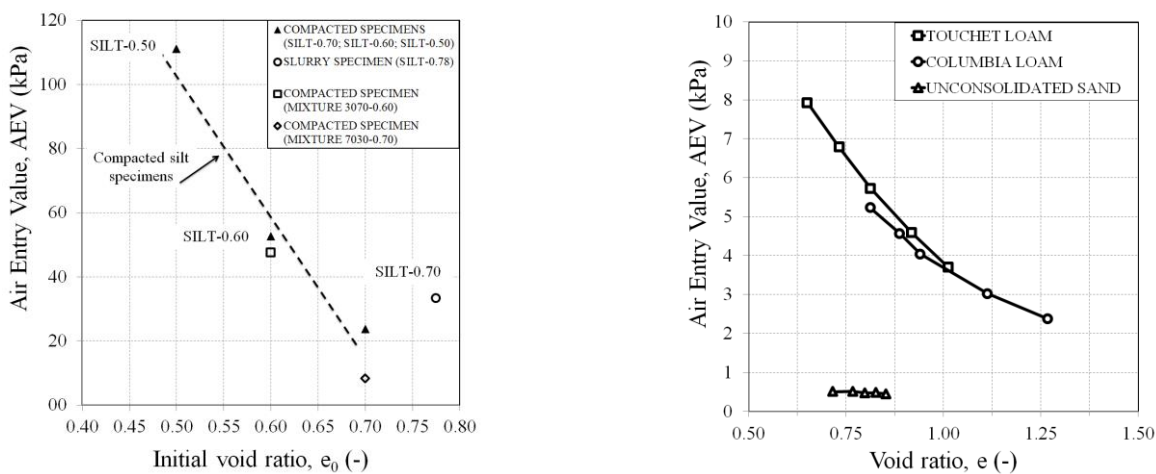 Air Entry Value, AEV (kPa)
120
100
80
60
40
20
00
0.40 0.45 0.50 0.55 0.60 0.65 0.70 0.75 0.80
Initial void ratio, e0 (-)
SILT-0.50
Compacted silt
specimens
SILT-0.60
SILT-0.70
COMPACTED SPECIMENS
(SILT-0.70; SILT-0.60; SILT-0.50)
SLURRY SPECIMEN (SILT-0.78)
COMPACTED SPECIMEN
(MIXTURE 3070-0.60)
COMPACTED SPECIMEN
(MIXTURE 7030-0.70)
Air Entry Value, AEV (kPa)
10
9
8
7
6
5
4
3
2
1
0
0.50 0.75 1.00 1.25 1.50
Void ratio, e (-)
TOUCHET LOAM
COLUMBIA LOAM
UNCONSOLIDATED SAND